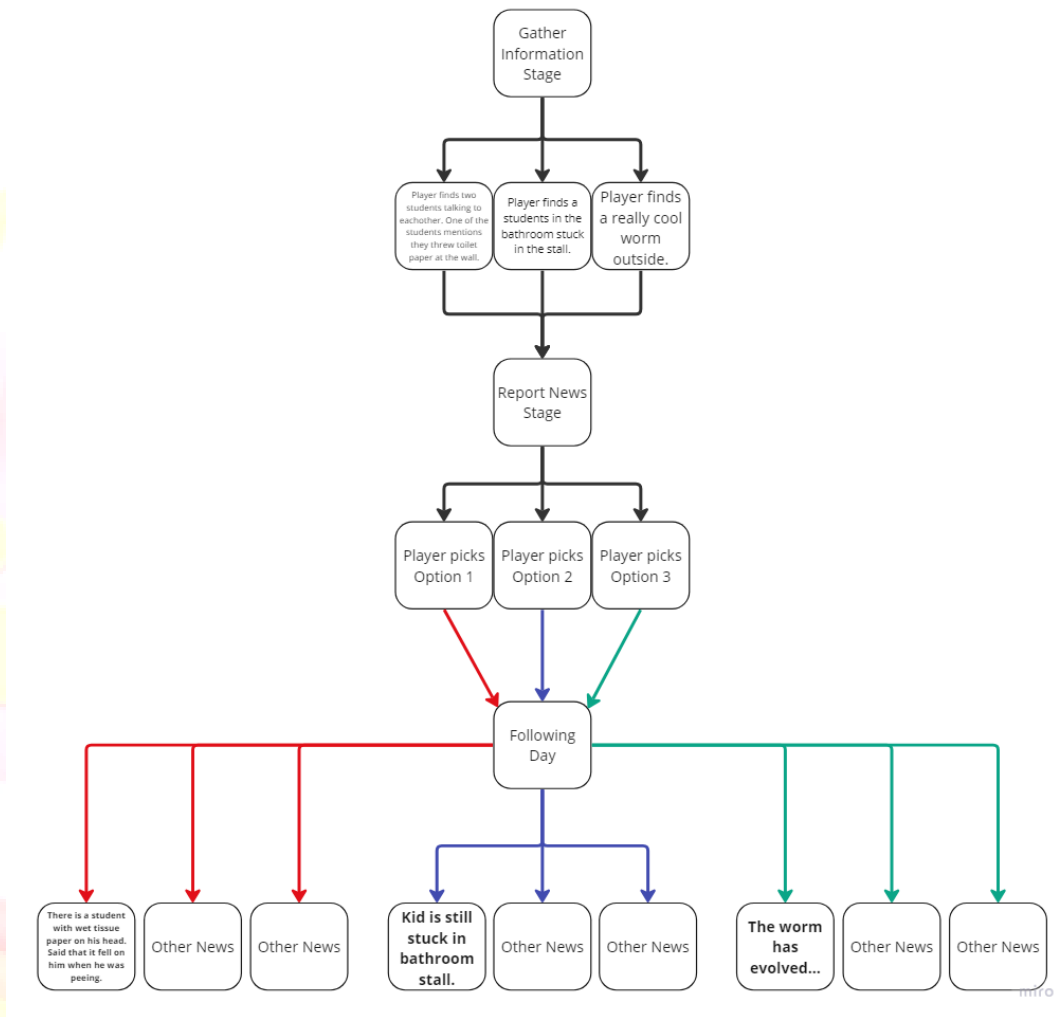 Gather
Information
Stage
Player finds two
students talking to
eachother. One of the
students mentions
they threw toilet
paper at the wall.
Player finds a
students in the
bathroom stuck
in the stall.
Player finds
a really cool
worm
outside.
Report News
Stage
Player picks
Option 1
Player picks
Option 2
Player picks
Option 3
Following
Day
There is a student
with wet tissue
paper on his head.
Said that it fell on
him when he was
peeing.
Other News
Other News
Kid is still
stuck in
bathroom
stall.
Other News
Other News
The worm
has
evolved...
Other News
Other News
miro